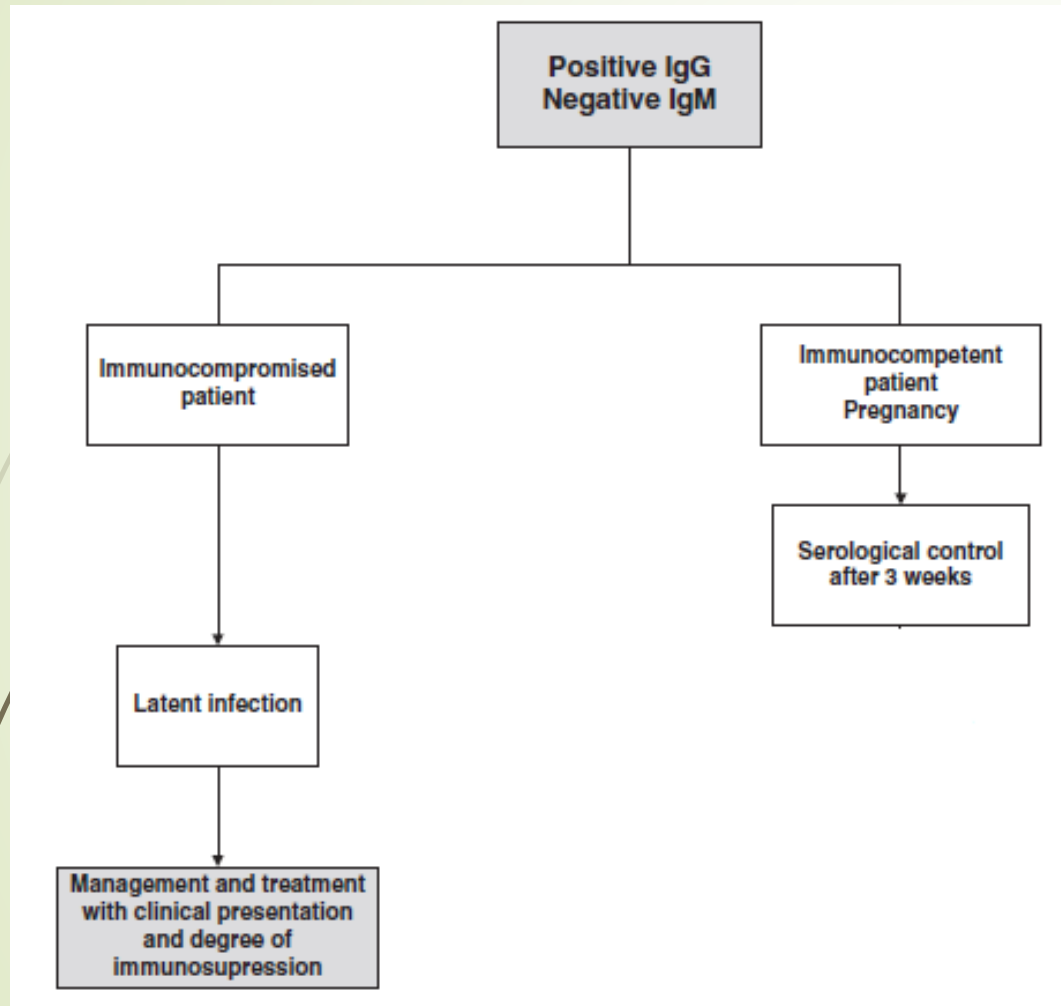 Positive IgG
Negative IgM
Immunocompromised
patient
Immunocompetent
patient
Pregnancy
Serological control
after 3 weeks
Latent infection
Management and treatment
with clinical presentation
and degree of
immunosupression